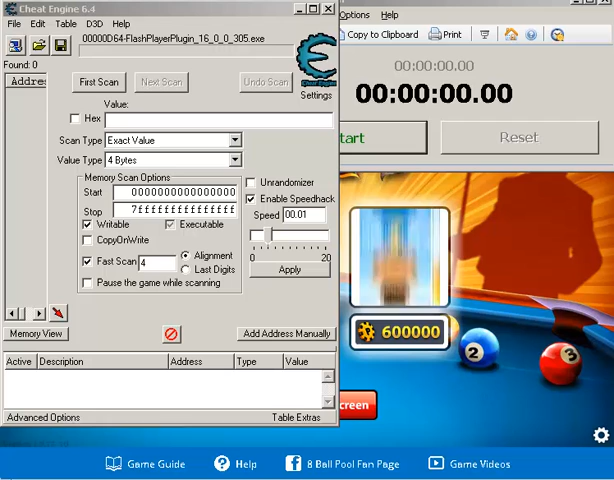 Cheat Engine 6.4
File Edit Table D3D Help
00000D64-FlashPlayerPlugin_16_0_0_305.exe
Found: 0
Addres
First Scan Next Scan Undo Scan
Cheat Engine
Settings
Value:
Hex
Scan Type Exact Value
Value Type 4 Bytes
Memory Scan Options
Start 0000000000000000
Stop 7fffffffffffffff
Writable Executable
CopyOnWrite
Fast Scan 4 Alignment
Last Digits
Pause the game while scanning
Unrandomizer
Enable Speedhack
Speed 00.01
0 20
Apply
Memory View Add Address Manually
Active Description Address Type Value
Advanced Options Table Extras
Options Help
Copy to Clipboard Print
00:00:00.00
00:00:00.00
tart Reset
600000
2
3
creen
Game Guide Help 8 Ball Pool Fan Page Game Videos